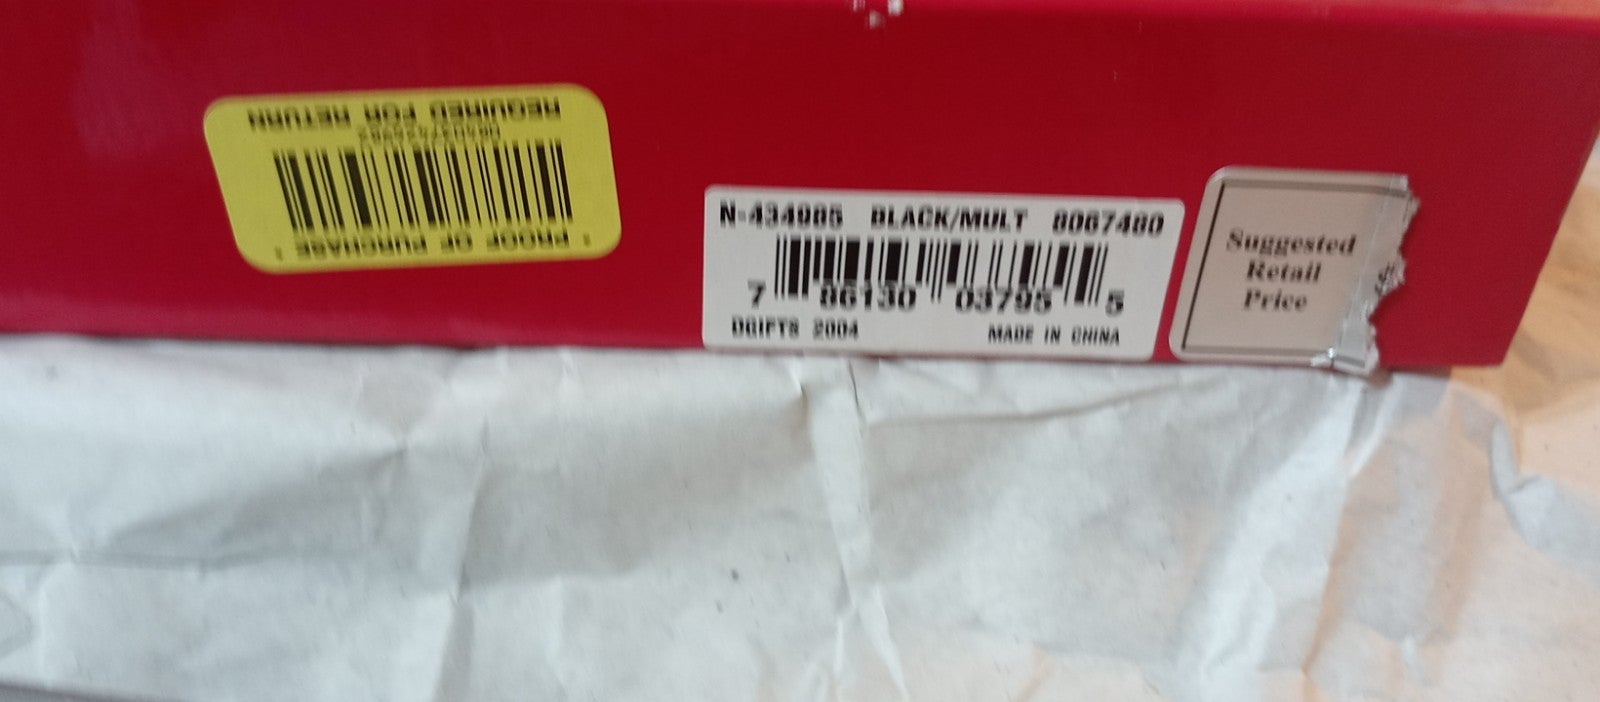 REQUIRED FOR RETURN
PROOF OF PURCHASE
N-434985 BLACK/MULT 8067480
7 86130 03795 5
DGIFTS 2004 MADE IN CHINA
Suggested
Retail
Price